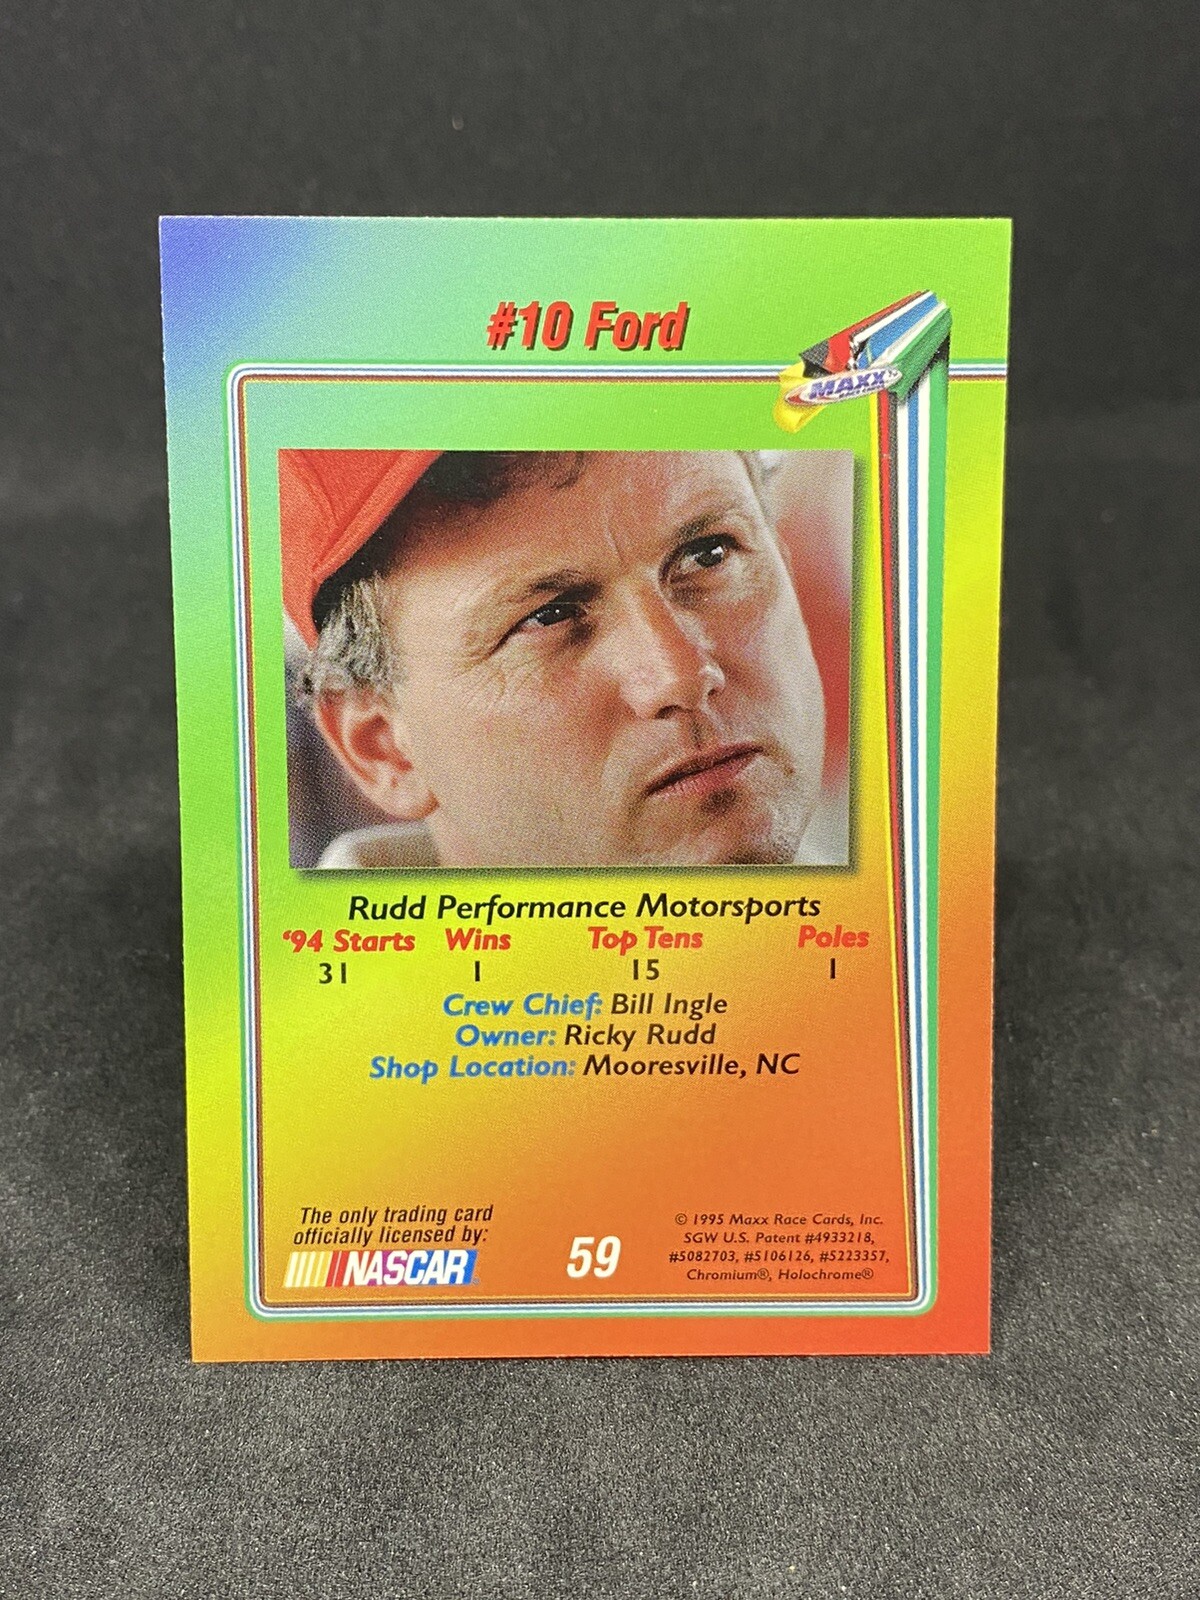 #10 Ford
MAXX
Rudd Performance Motorsports
‘94 Starts Wins Top Tens Poles
31 1 15 1
Crew Chief: Bill Ingle
Owner: Ricky Rudd
Shop Location: Mooresville, NC
The only trading card
officially licensed by:
NASCAR
59
© 1995 Maxx Race Cards, Inc.
SGW U.S. Patent #4933218,
#5082703, #5106126, #5223357,
Chromium®, Holochrome®